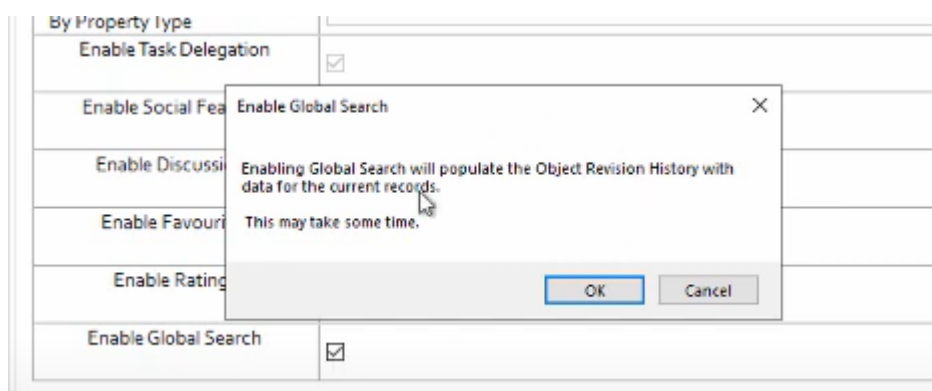 By Property Type
Enable Task Delegation
Enable Social Fea
Enable Global Search
Enabling Global Search will populate the Object Revision History with
data for the current records.
This may take some time.
Enable Discussi
Enable Favouri
Enable Rating
OK
Cancel
Enable Global Search